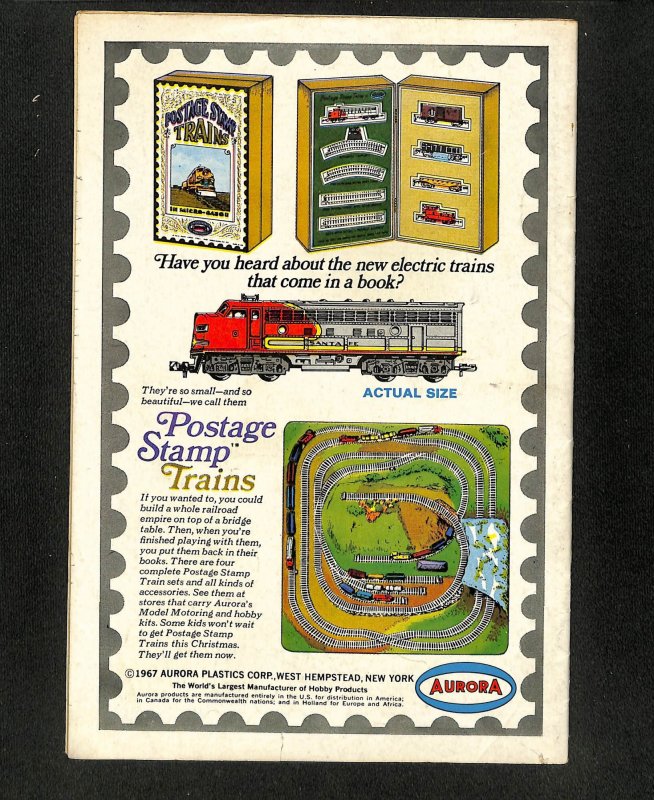 POSTAGE STAMP
TRAINS
IN MICRO-GAUGE
Postage Stamp Trains
Have you heard about the new electric trains
that come in a book?
SANTA FE
They're so small—and so
beautiful—we call them
ACTUAL SIZE
Postage
Stamp™
Trains
If you wanted to, you could
build a whole railroad
empire on top of a bridge
table. Then, when you're
finished playing with them,
you put them back in their
books. There are four
complete Postage Stamp
Train sets and all kinds of
accessories. See them at
stores that carry Aurora's
Model Motoring and hobby
kits. Some kids won't wait
to get Postage Stamp
Trains this Christmas.
They'll get them now.
©1967 AURORA PLASTICS CORP., WEST HEMPSTEAD, NEW YORK
The World's Largest Manufacturer of Hobby Products
Aurora products are manufactured entirely in the U.S. for distribution in America;
in Canada for the Commonwealth nations; and in Holland for Europe and Africa.
AURORA